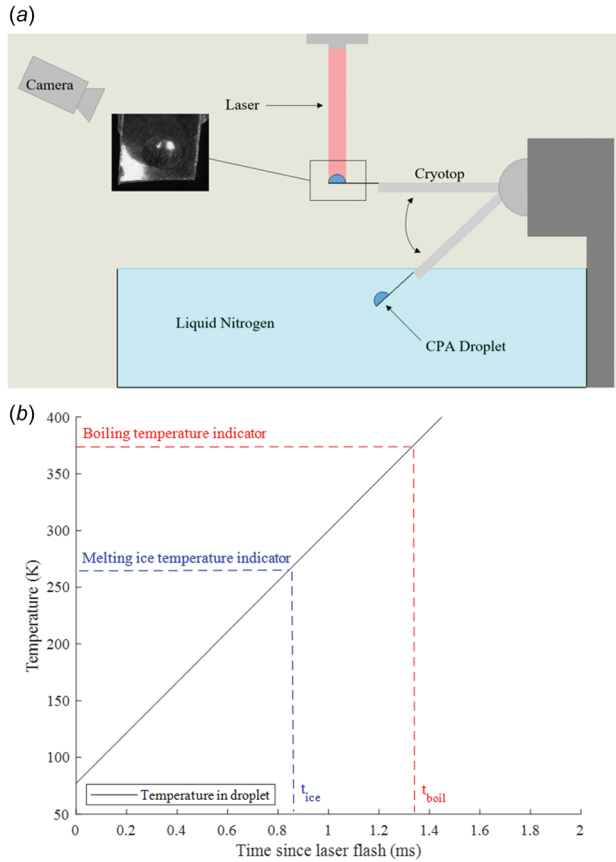 (a)
Camera
Laser
Cryotop
Liquid Nitrogen
CPA Droplet
(b)
400
350
300
250
200
150
100
50
Temperature (K)
Boiling temperature indicator
Melting ice temperature indicator
t_ice
t_boil
Temperature in droplet
0 0.2 0.4 0.6 0.8 1 1.2 1.4 1.6 1.8 2
Time since laser flash (ms)